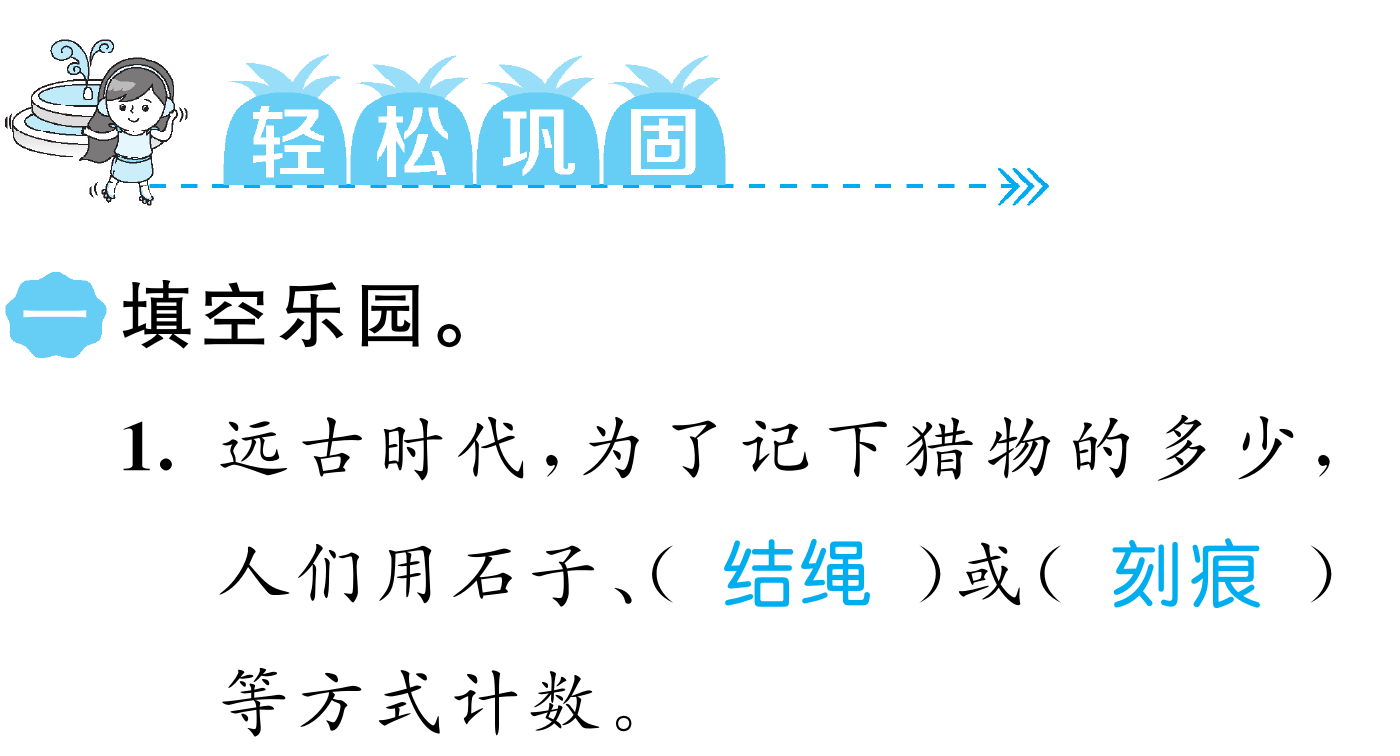 轻松巩固
一 填空乐园。
1. 远古时代,为了记下猎物的多少,
人们用石子、( 结绳 )或( 刻痕 )
等方式计数。